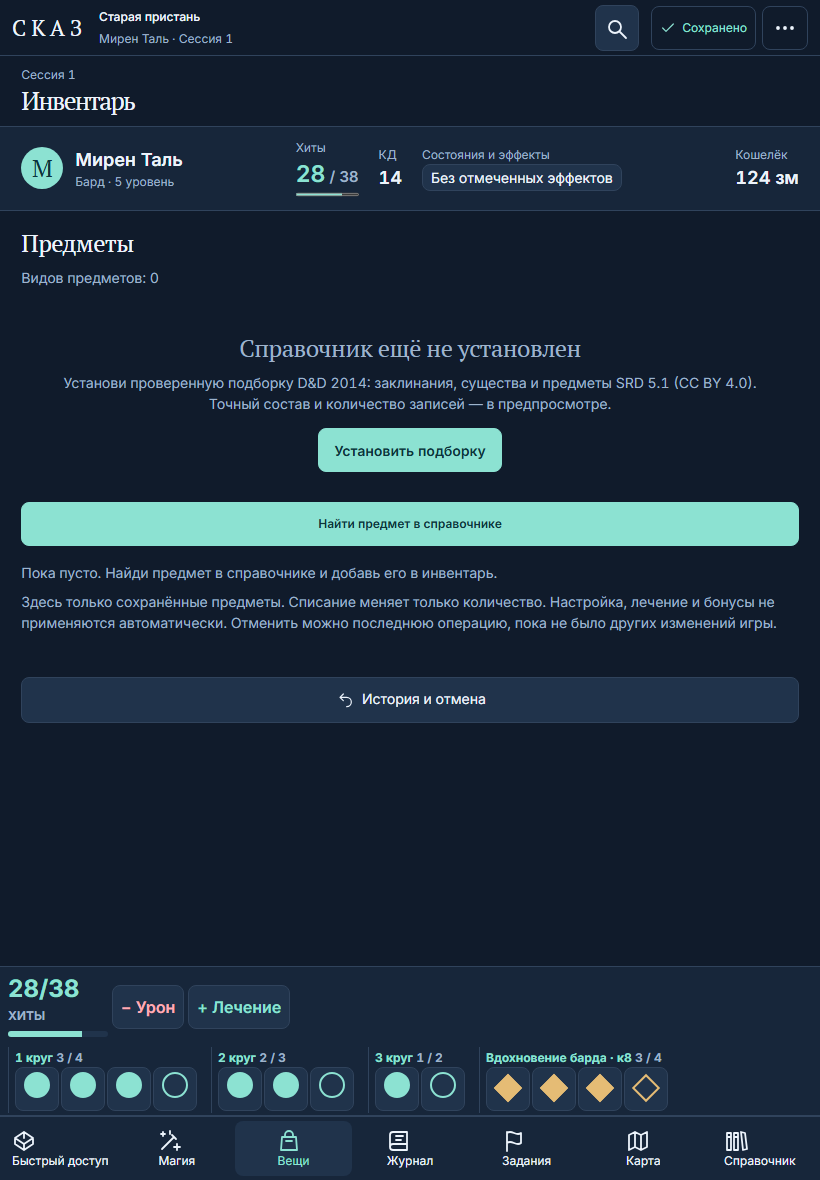 СКАЗ
Старая пристань
Мирен Таль · Сессия 1
Сохранено
Сессия 1
Инвентарь
М
Мирен Таль
Бард · 5 уровень
Хиты
28 / 38
КД
14
Состояния и эффекты
Без отмеченных эффектов
Кошелёк
124 зм
Предметы
Видов предметов: 0
Справочник ещё не установлен
Установи проверенную подборку D&D 2014: заклинания, существа и предметы SRD 5.1 (CC BY 4.0).
Точный состав и количество записей — в предпросмотре.
Установить подборку
Найти предмет в справочнике
Пока пусто. Найди предмет в справочнике и добавь его в инвентарь.
Здесь только сохранённые предметы. Списание меняет только количество. Настройка, лечение и бонусы не
применяются автоматически. Отменить можно последнюю операцию, пока не было других изменений игры.
История и отмена
28/38
ХИТЫ
− Урон
+ Лечение
1 круг 3 / 4
2 круг 2 / 3
3 круг 1 / 2
Вдохновение барда · к8 3 / 4
Быстрый доступ
Магия
Вещи
Журнал
Задания
Карта
Справочник